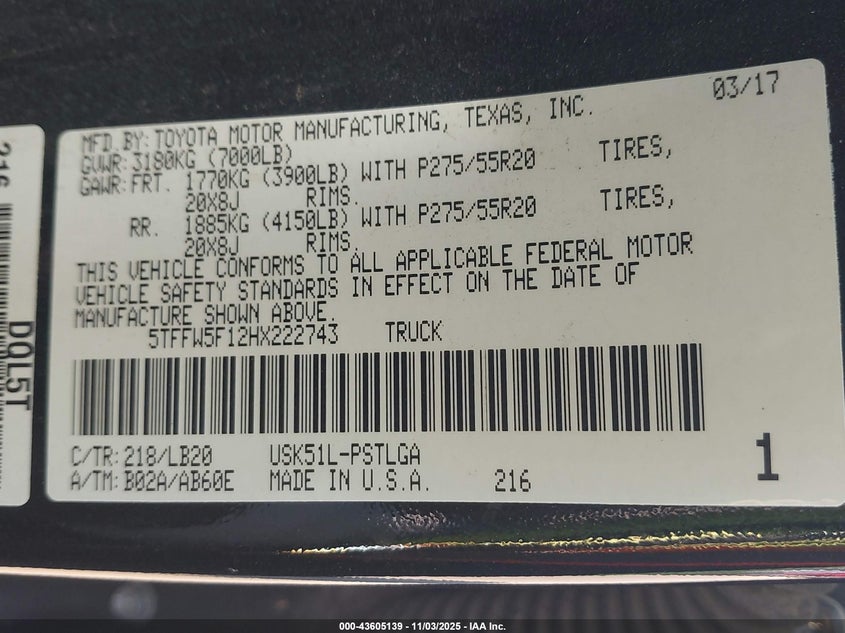 03/17
MFD. BY: TOYOTA MOTOR MANUFACTURING, TEXAS, INC.
GVWR: 3180KG (7000LB)
GAWR: FRT. 1770KG (3900LB) WITH P275/55R20 TIRES,
20X8J RIMS.
RR. 1885KG (4150LB) WITH P275/55R20 TIRES,
20X8J RIMS.
THIS VEHICLE CONFORMS TO ALL APPLICABLE FEDERAL MOTOR
VEHICLE SAFETY STANDARDS IN EFFECT ON THE DATE OF
MANUFACTURE SHOWN ABOVE.
5TFFW5F12HX222743 TRUCK
C/TR: 218/LB20 USK51L-PSTLGA
A/TM: B02A/AB60E MADE IN U.S.A. 216
1
216
DQL5T
000-43605139 - 11/03/2025 - IAA Inc.